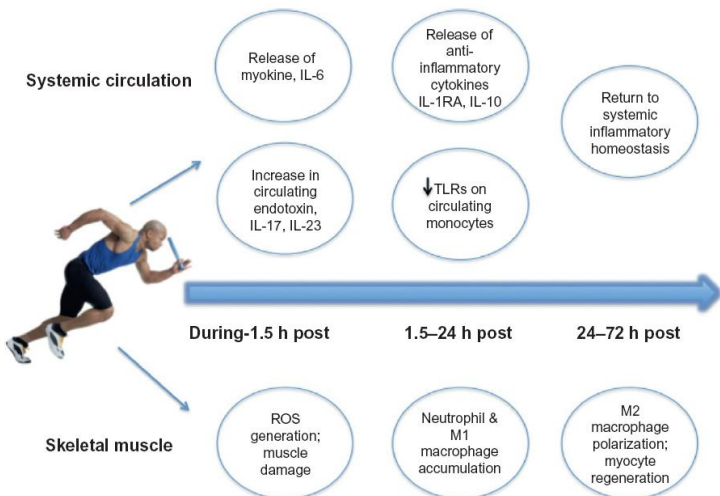 Systemic circulation
Release of
myokine, IL-6
Release of
anti-
inflammatory
cytokines
IL-1RA, IL-10
Return to
systemic
inflammatory
homeostasis
Increase in
circulating
endotoxin,
IL-17, IL-23
↓TLRs on
circulating
monocytes
During-1.5 h post
1.5–24 h post
24–72 h post
Skeletal muscle
ROS
generation;
muscle
damage
Neutrophil &
M1
macrophage
accumulation
M2
macrophage
polarization;
myocyte
regeneration